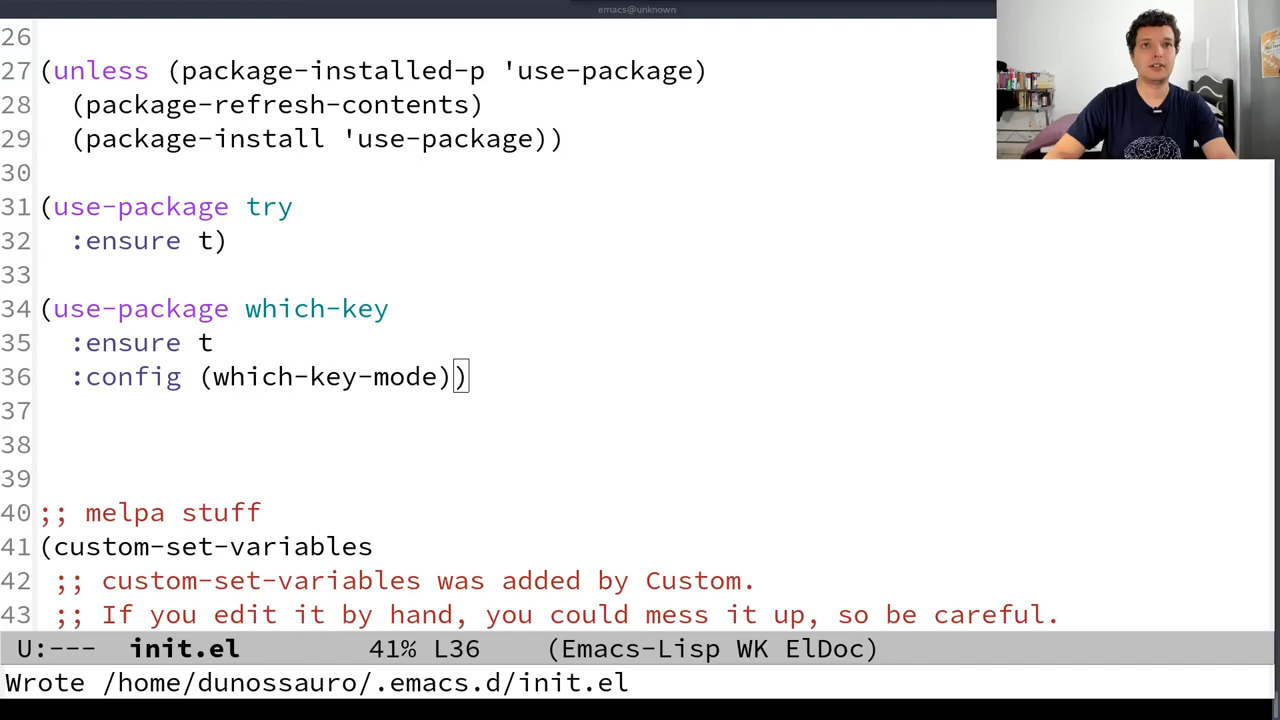 emacs@unknown
26
27 (unless (package-installed-p 'use-package)
28   (package-refresh-contents)
29   (package-install 'use-package))
30
31 (use-package try
32   :ensure t)
33
34 (use-package which-key
35   :ensure t
36   :config (which-key-mode))
37
38
39
40 ;; melpa stuff
41 (custom-set-variables
42  ;; custom-set-variables was added by Custom.
43  ;; If you edit it by hand, you could mess it up, so be careful.
U:--- init.el 41% L36 (Emacs-Lisp WK ElDoc)
Wrote /home/dunossauro/.emacs.d/init.el